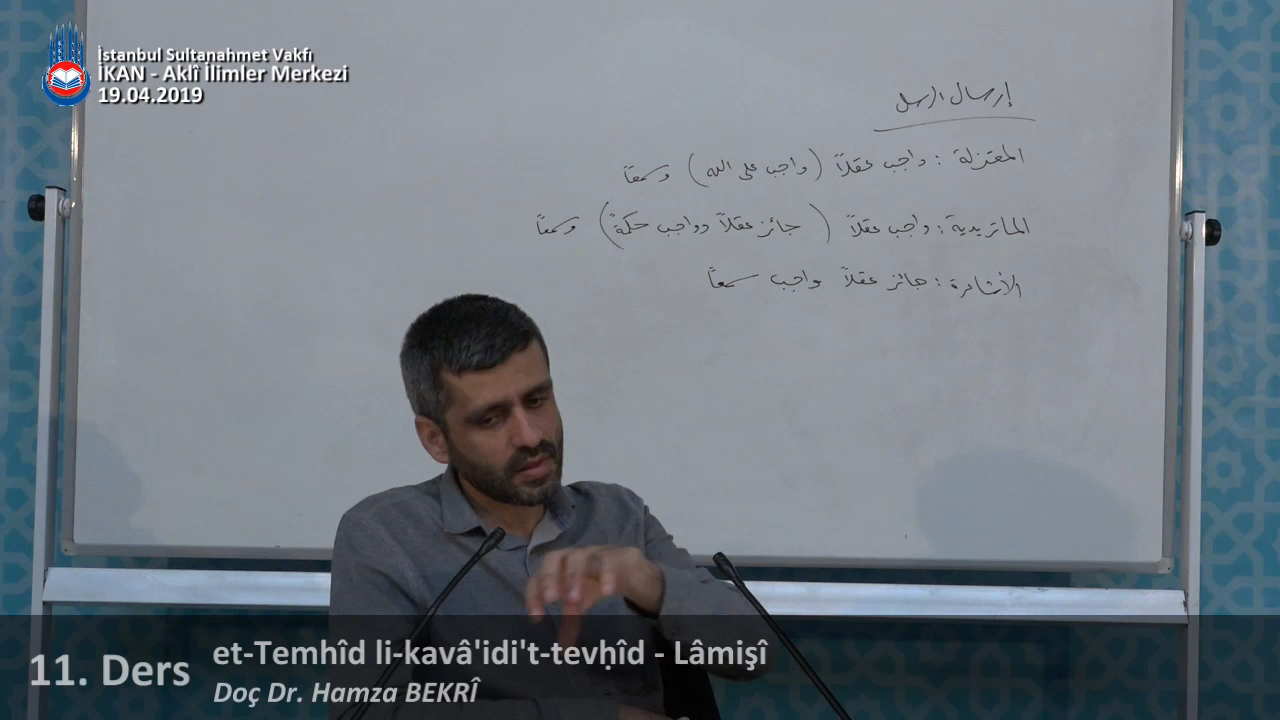 İstanbul Sultanahmet Vakfı
İKAN - Aklî İlimler Merkezi
19.04.2019
إرسال الرسل
المعتزلة : واجب عقلاً (واجب على الله) وسمعاً
الماتريدية : واجب عقلاً (جائز عقلاً وواجب حكمةً) وسمعاً
الأشاعرة : جائز عقلاً واجب سمعاً
11. Ders
et-Temhîd li-kavâ'idi't-tevḥîd - Lâmişî
Doç Dr. Hamza BEKRÎ